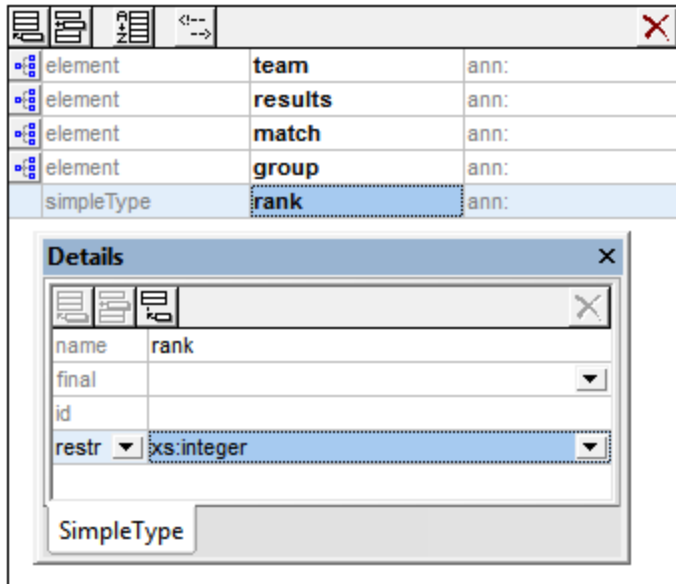 element team ann:
element results ann:
element match ann:
element group ann:
simpleType rank ann:
Details
name rank
final
id
restr xs:integer
SimpleType